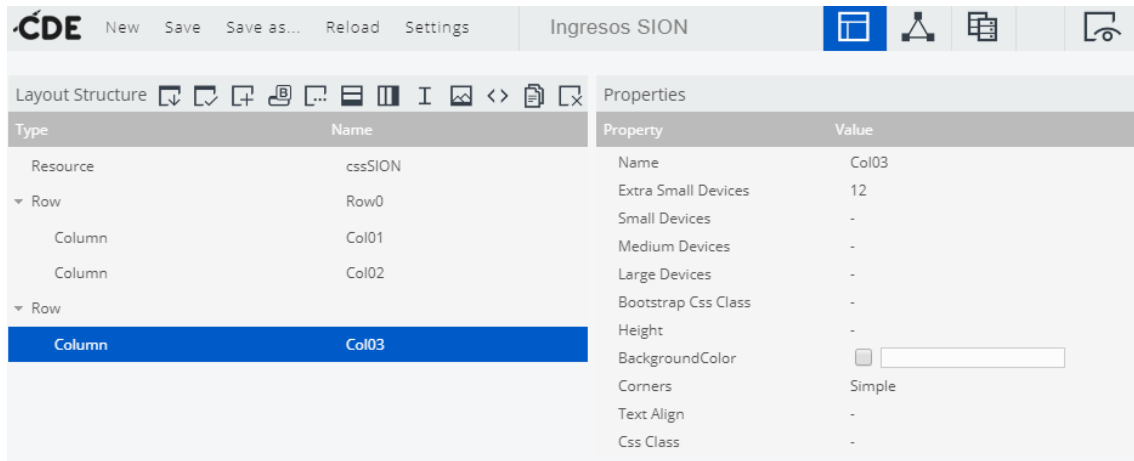 CDE New Save Save as... Reload Settings Ingresos SION
Layout Structure
Type Name
Resource cssSION
Row Row0
Column Col01
Column Col02
Row
Column Col03
Properties
Property Value
Name Col03
Extra Small Devices 12
Small Devices -
Medium Devices -
Large Devices -
Bootstrap Css Class -
Height -
BackgroundColor
Corners Simple
Text Align -
Css Class -